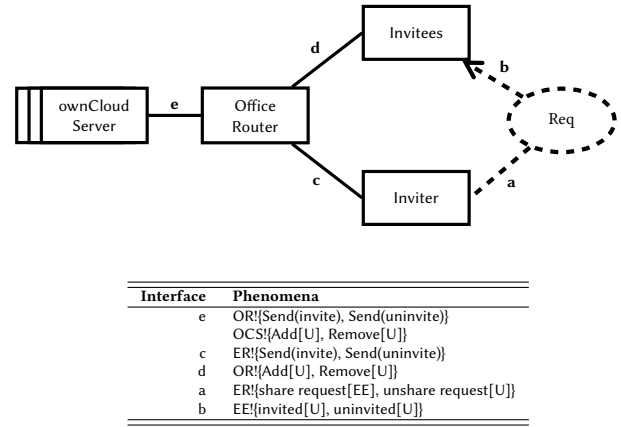 Invitees
d
b
ownCloud
Server
e
Office
Router
Req
c
Inviter
a
Interface Phenomena
e OR!{Send(invite), Send(uninvite)}
OCS!{Add[U], Remove[U]}
c ER!{Send(invite), Send(uninvite)}
d OR!{Add[U], Remove[U]}
a ER!{share request[EE], unshare request[U]}
b EE!{invited[U], uninvited[U]}